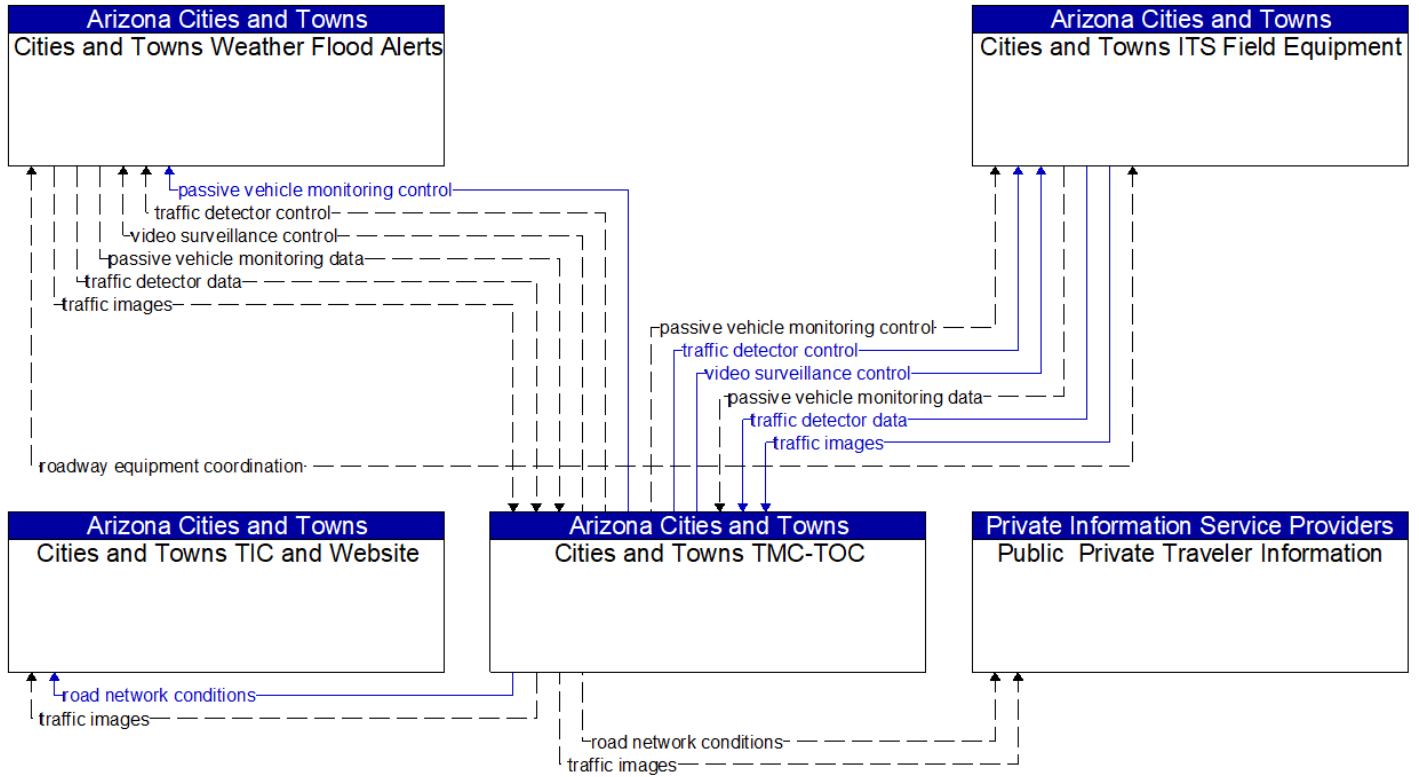 Arizona Cities and Towns
Cities and Towns Weather Flood Alerts
Arizona Cities and Towns
Cities and Towns ITS Field Equipment
passive vehicle monitoring control
traffic detector control
video surveillance control
passive vehicle monitoring data
traffic detector data
traffic images
passive vehicle monitoring control
traffic detector control
video surveillance control
passive vehicle monitoring data
traffic detector data
traffic images
roadway equipment coordination
Arizona Cities and Towns
Cities and Towns TIC and Website
Arizona Cities and Towns
Cities and Towns TMC-TOC
Private Information Service Providers
Public  Private Traveler Information
road network conditions
traffic images
road network conditions
traffic images